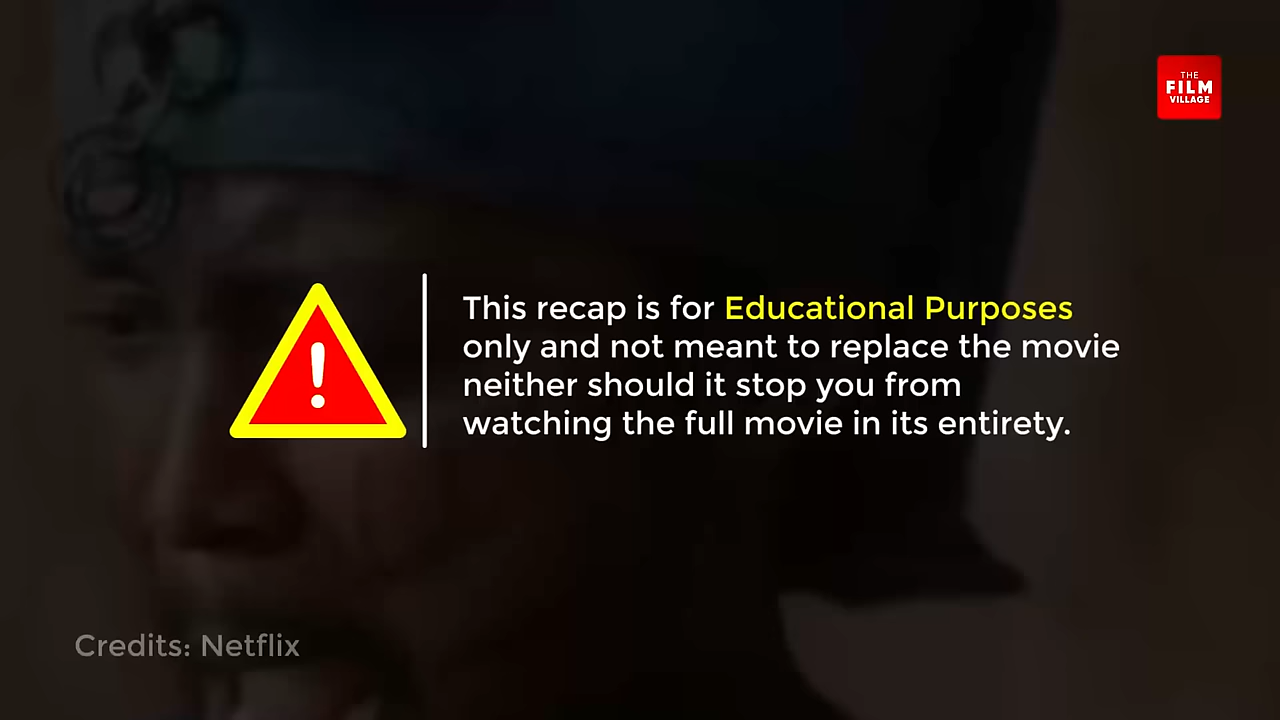 THE
FILM
VILLAGE
This recap is for Educational Purposes
only and not meant to replace the movie
neither should it stop you from
watching the full movie in its entirety.
Credits: Netflix